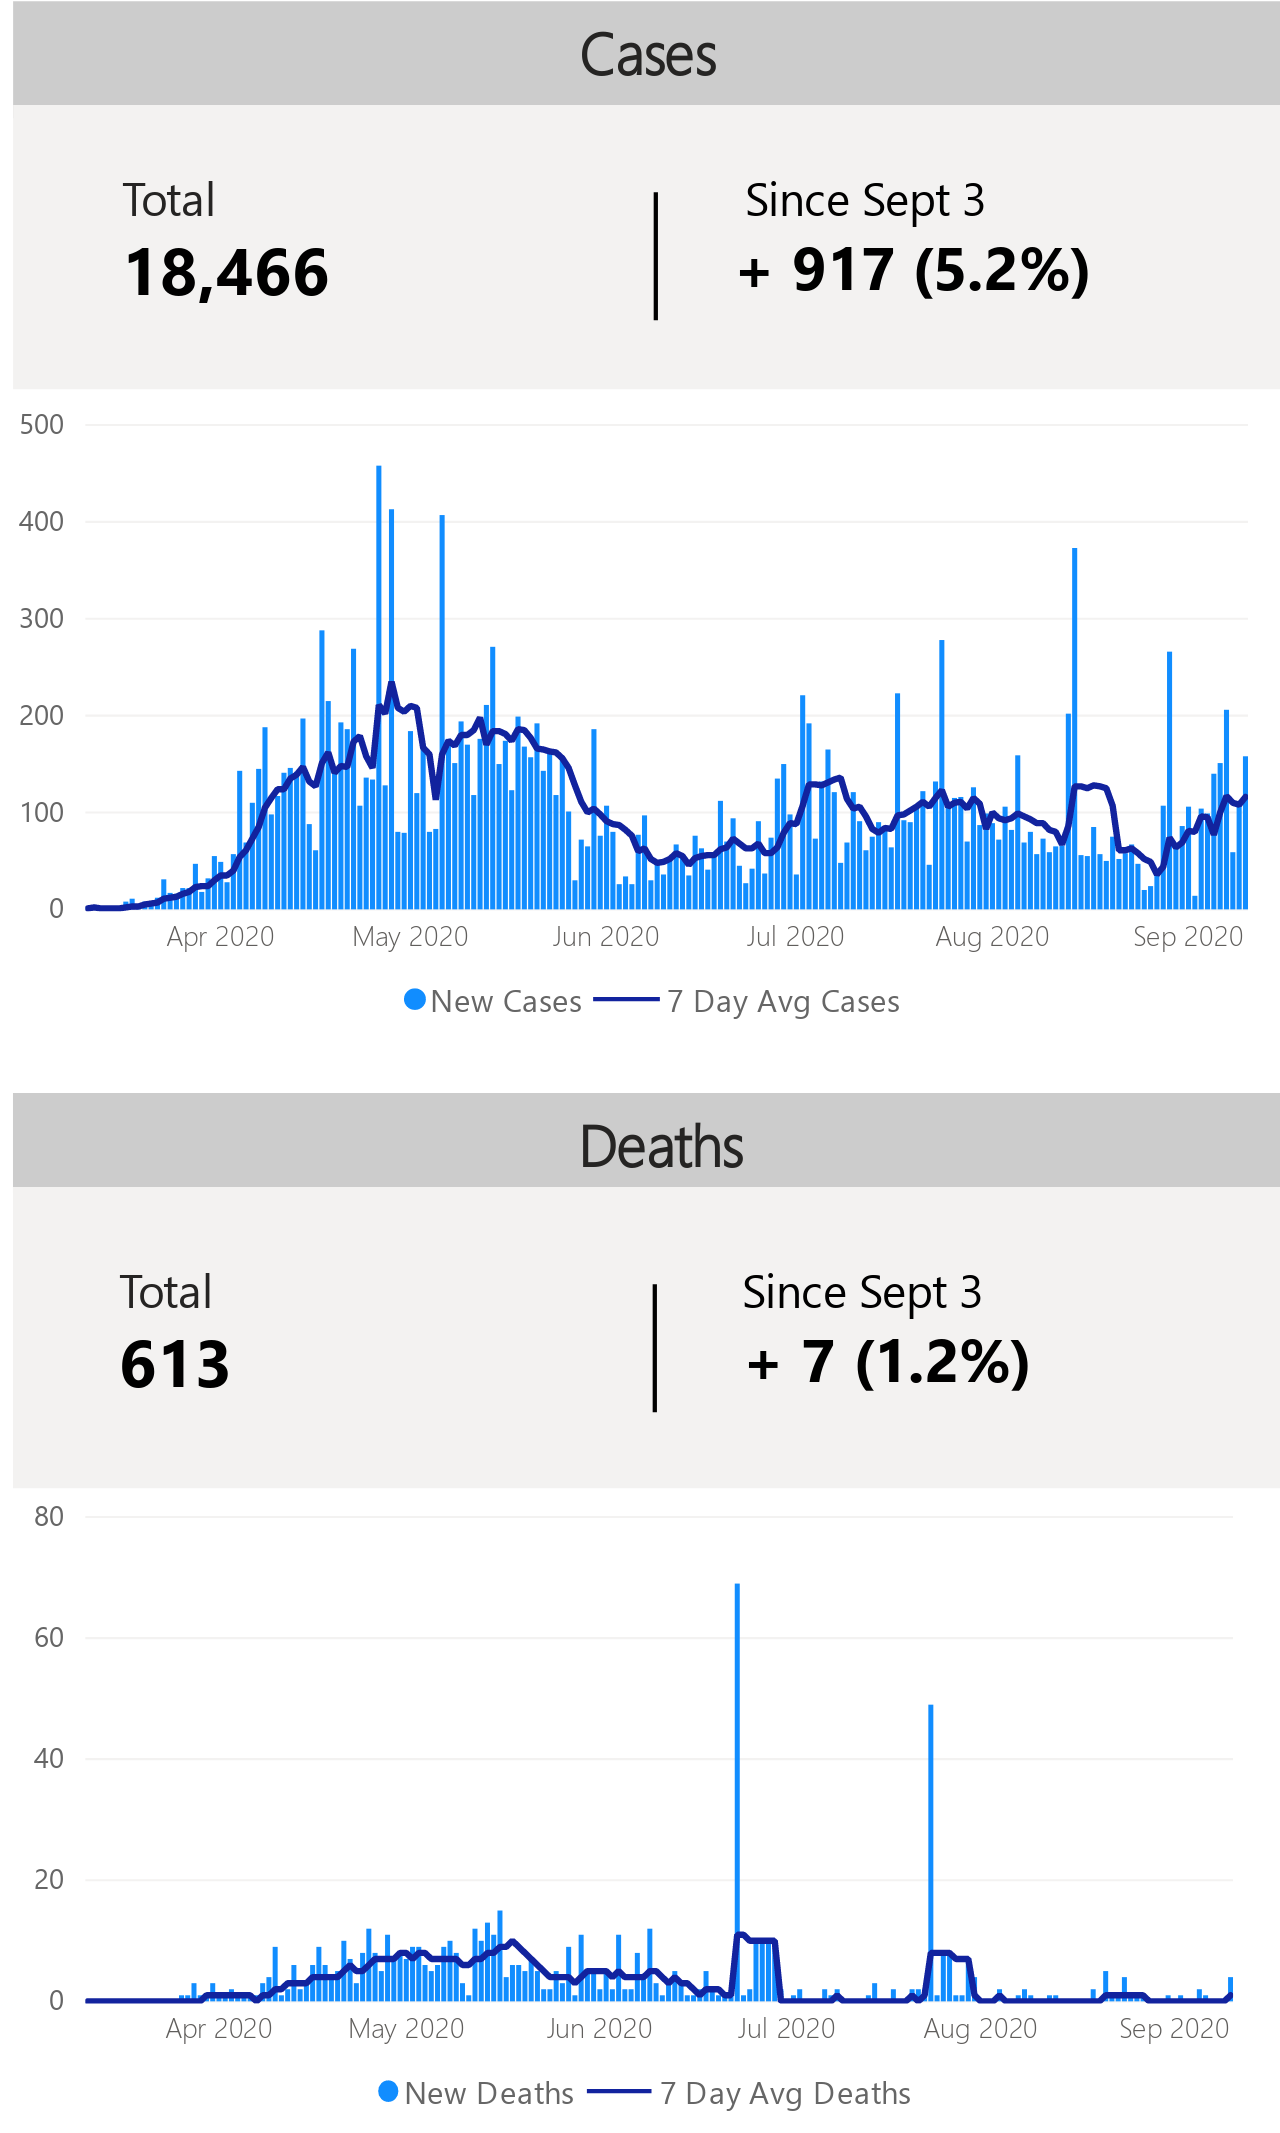 Cases
Total
Since Sept 3
18,466
+ 917 (5.2%)
500
400
300
200
100
0
Apr 2020 May 2020 Jun 2020 Jul 2020 Aug 2020 Sep 2020
New Cases 7 Day Avg Cases
Deaths
Total
Since Sept 3
613
+ 7 (1.2%)
80
60
40
20
0
Apr 2020 May 2020 Jun 2020 Jul 2020 Aug 2020 Sep 2020
New Deaths 7 Day Avg Deaths